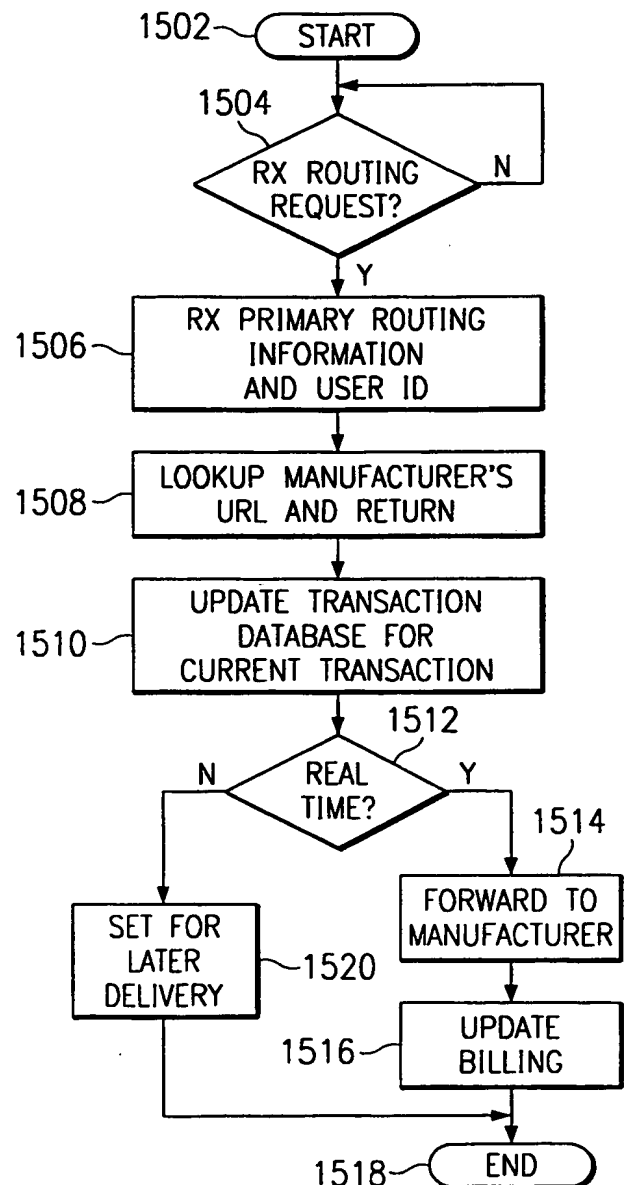 1502
START
1504
RX ROUTING
REQUEST?
N
Y
1506
RX PRIMARY ROUTING
INFORMATION
AND USER ID
1508
LOOKUP MANUFACTURER'S
URL AND RETURN
1510
UPDATE TRANSACTION
DATABASE FOR
CURRENT TRANSACTION
1512
N
REAL
TIME?
Y
1514
FORWARD TO
MANUFACTURER
SET FOR
LATER
DELIVERY
1520
1516
UPDATE
BILLING
1518
END